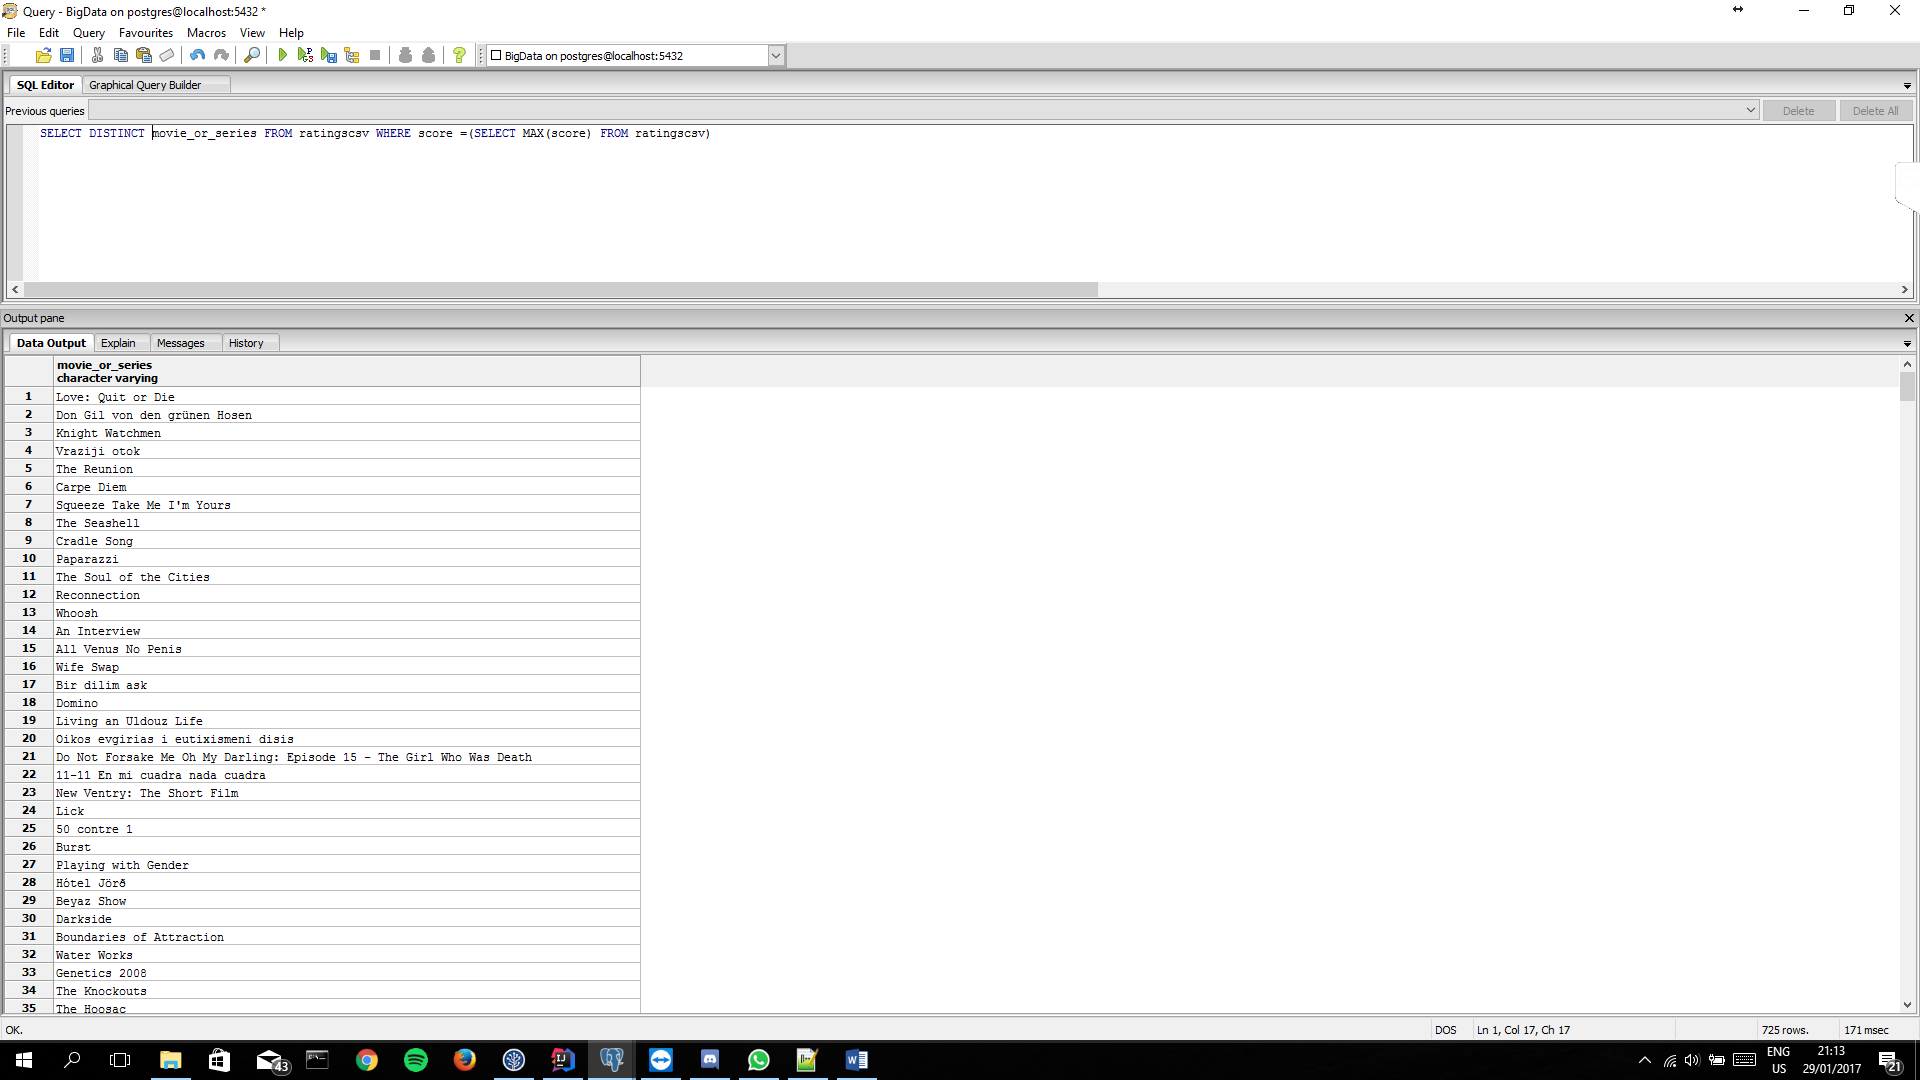 Query - BigData on postgres@localhost:5432 *
File Edit Query Favourites Macros View Help
BigData on postgres@localhost:5432
SQL Editor Graphical Query Builder
Previous queries Delete Delete All
SELECT DISTINCT movie_or_series FROM ratingscsv WHERE score =(SELECT MAX(score) FROM ratingscsv)
Output pane
Data Output Explain Messages History
movie_or_series
character varying
1 Love: Quit or Die
2 Don Gil von den grünen Hosen
3 Knight Watchmen
4 Vraziji otok
5 The Reunion
6 Carpe Diem
7 Squeeze Take Me I'm Yours
8 The Seashell
9 Cradle Song
10 Paparazzi
11 The Soul of the Cities
12 Reconnection
13 Whoosh
14 An Interview
15 All Venus No Penis
16 Wife Swap
17 Bir dilim ask
18 Domino
19 Living an Uldouz Life
20 Oikos evgirias i eutixismeni disis
21 Do Not Forsake Me Oh My Darling: Episode 15 - The Girl Who Was Death
22 11-11 En mi cuadra nada cuadra
23 New Ventry: The Short Film
24 Lick
25 50 contre 1
26 Burst
27 Playing with Gender
28 Hótel Jörð
29 Beyaz Show
30 Darkside
31 Boundaries of Attraction
32 Water Works
33 Genetics 2008
34 The Knockouts
35 The Hoosac
OK. DOS Ln 1, Col 17, Ch 17 725 rows. 171 msec
43
ENG
US
21:13
29/01/2017
21